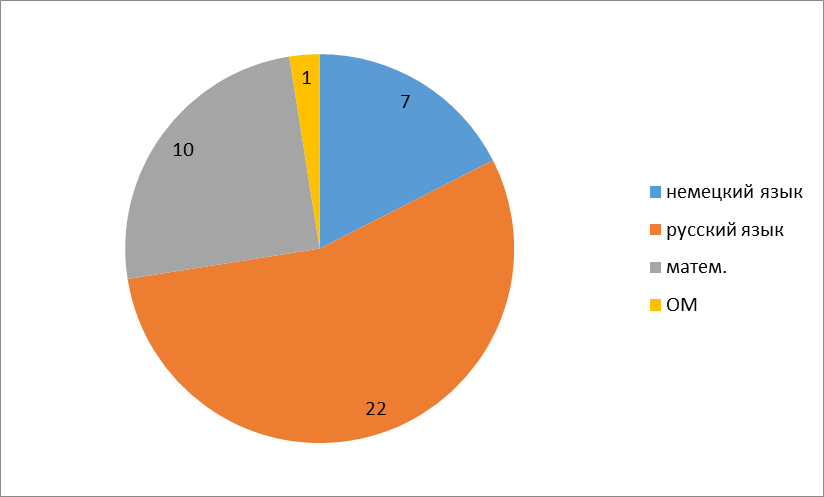 1
7
10
22
немецкий язык
русский язык
матем.
ОМ